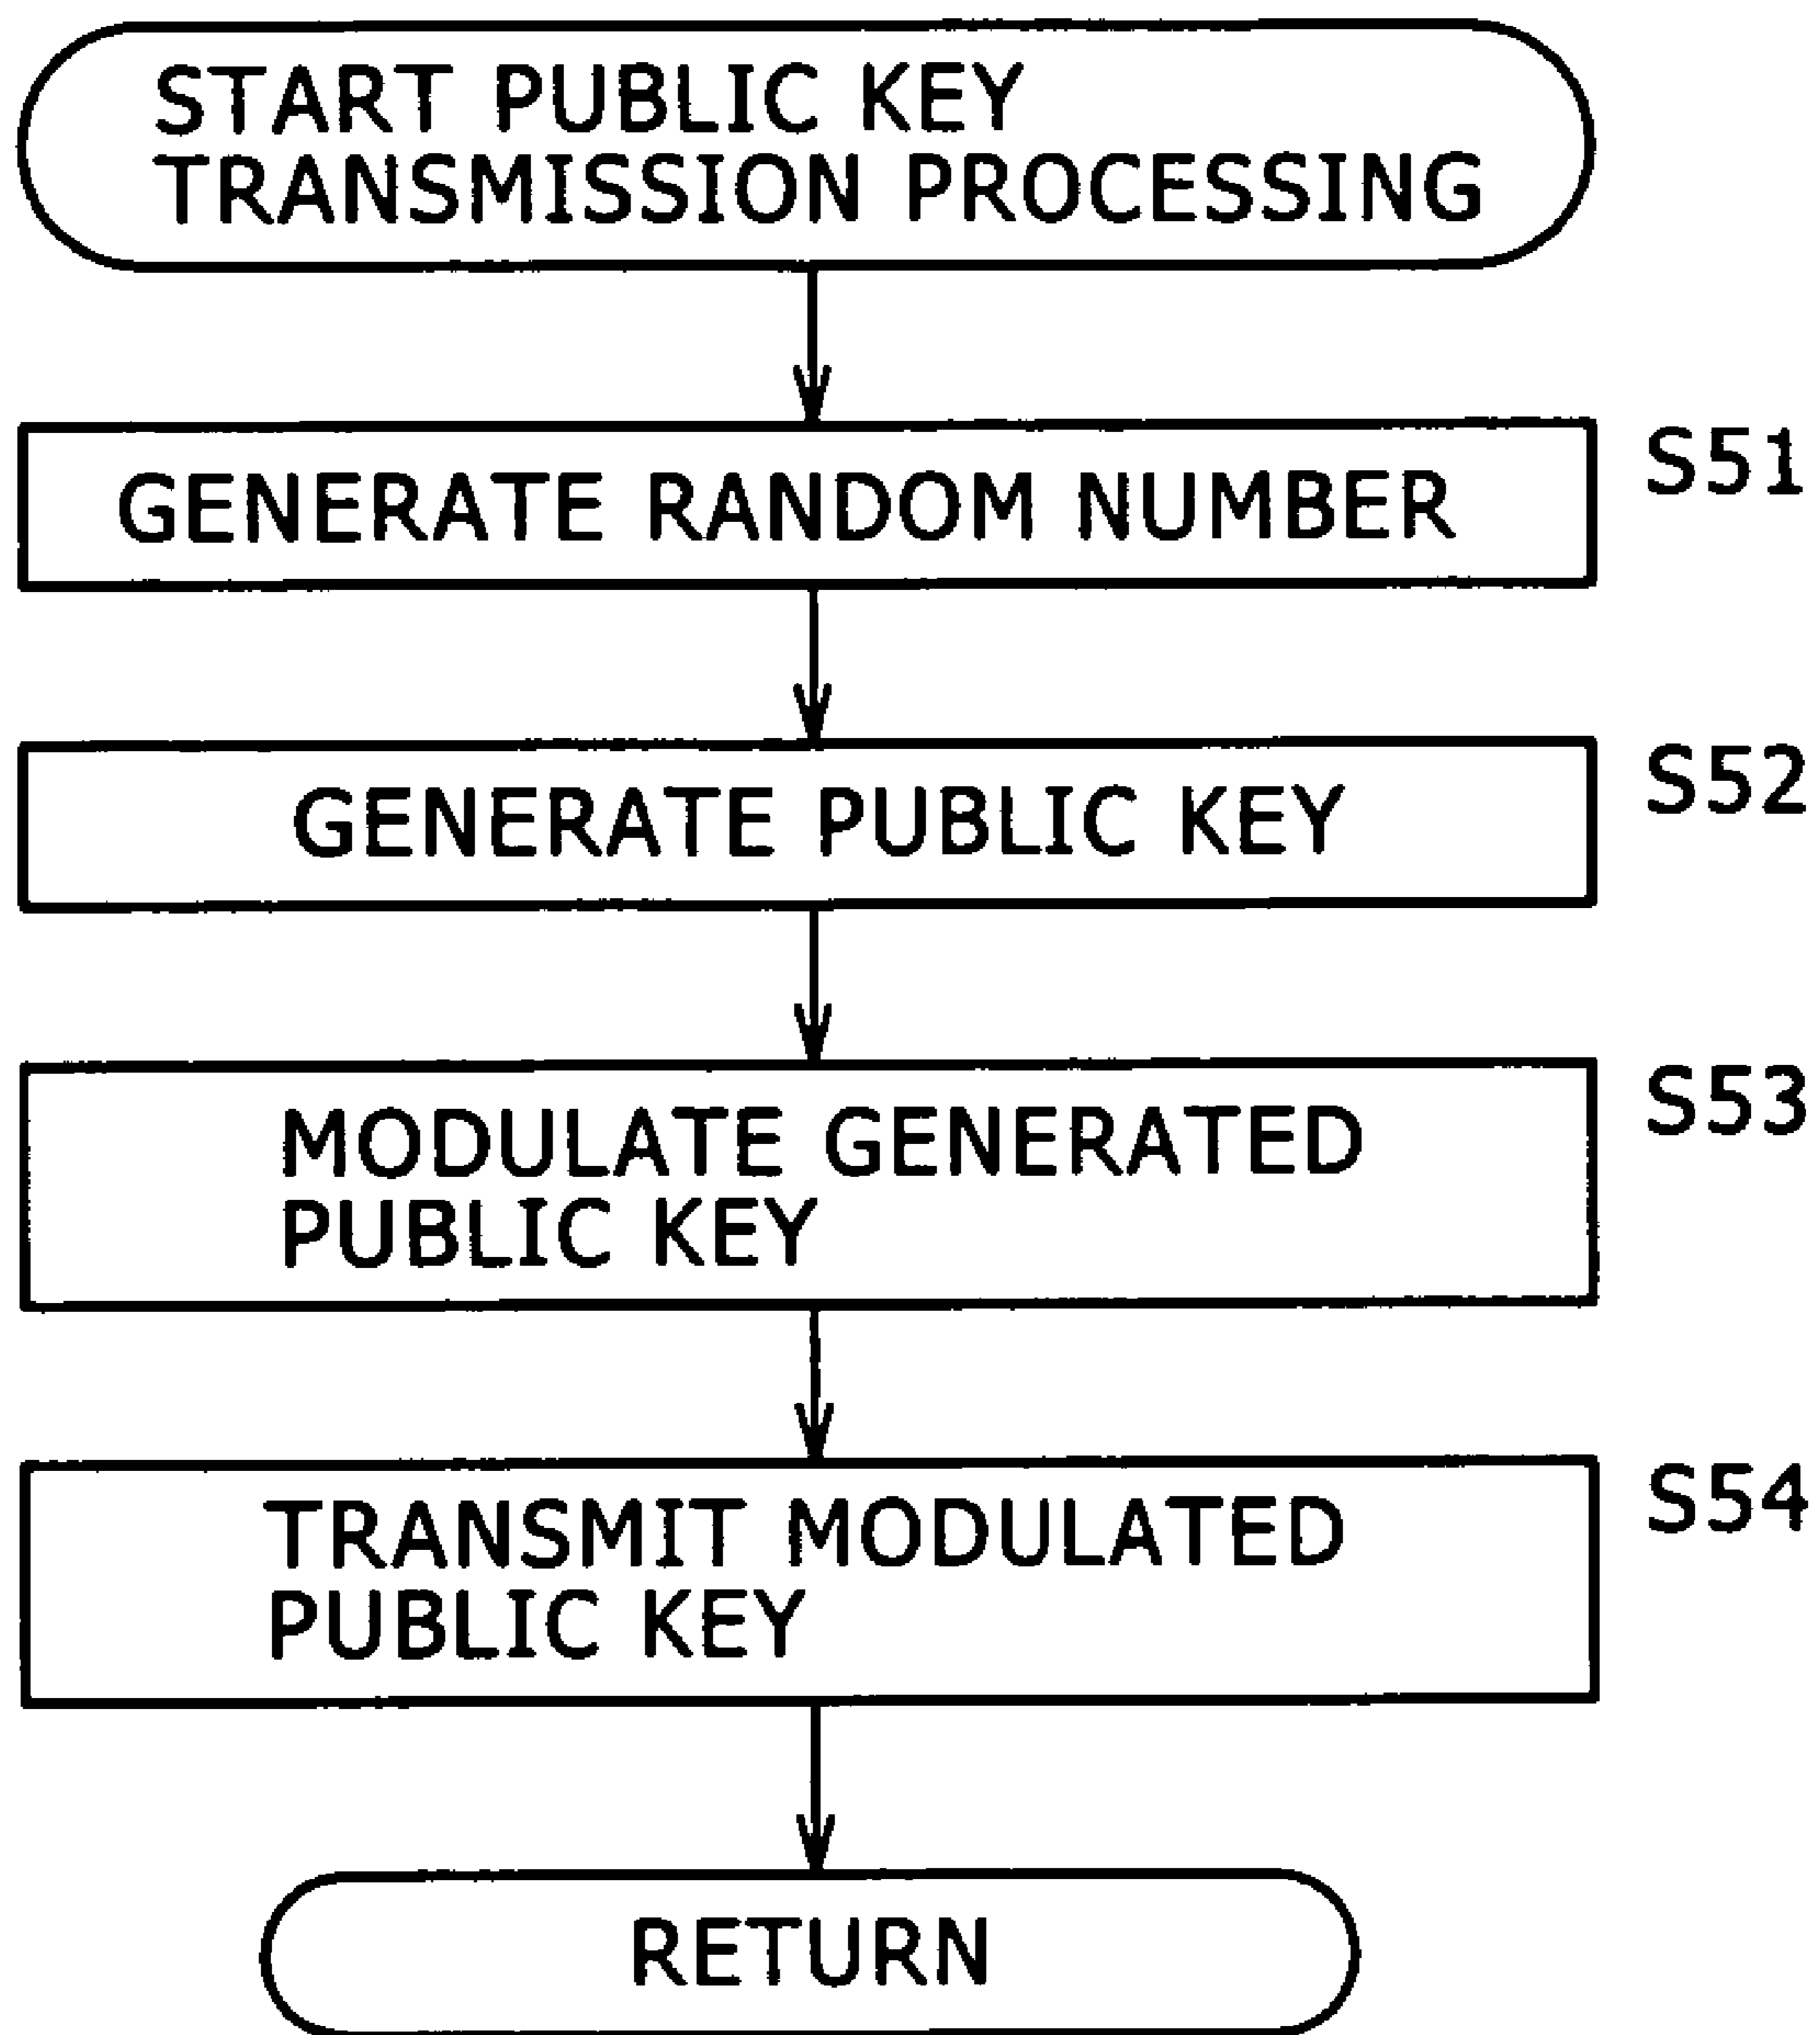 START PUBLIC KEY
TRANSMISSION PROCESSING
GENERATE RANDOM NUMBER
S51
GENERATE PUBLIC KEY
S52
MODULATE GENERATED
PUBLIC KEY
S53
TRANSMIT MODULATED
PUBLIC KEY
S54
RETURN